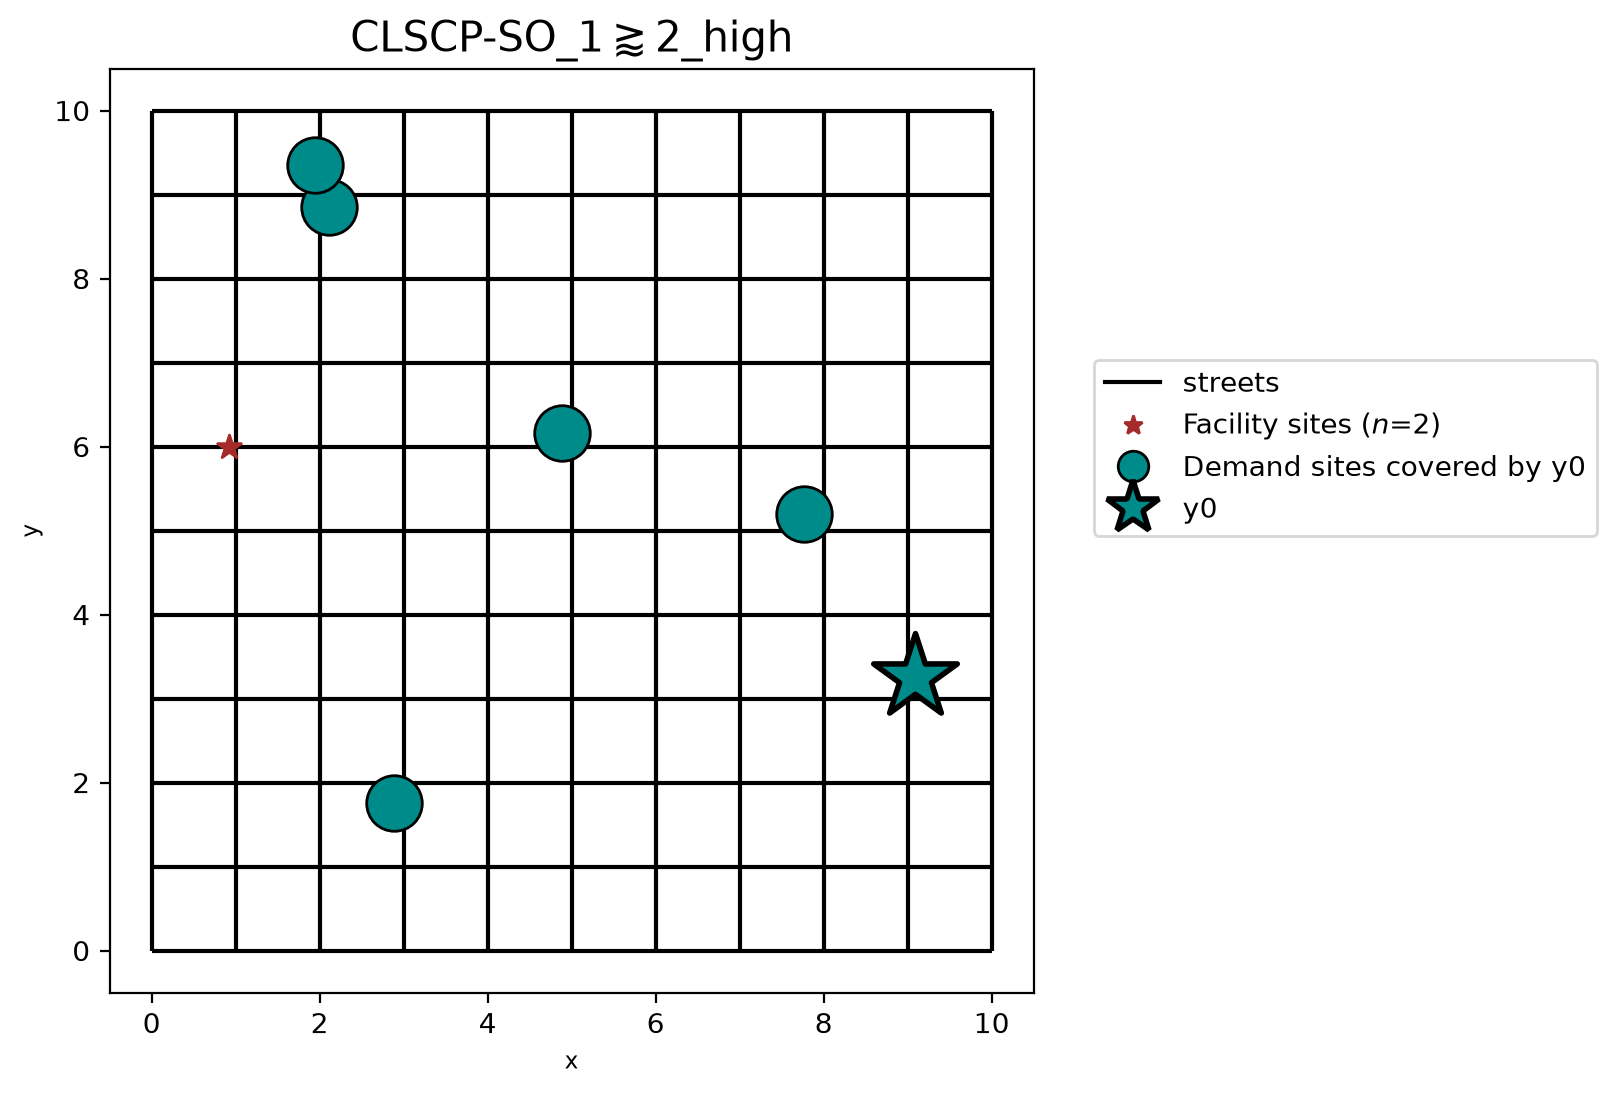 CLSCP-SO_1⪆2_high
10
8
6
4
2
0
y
0 2 4 6 8 10
x
streets
Facility sites (n=2)
Demand sites covered by y0
y0